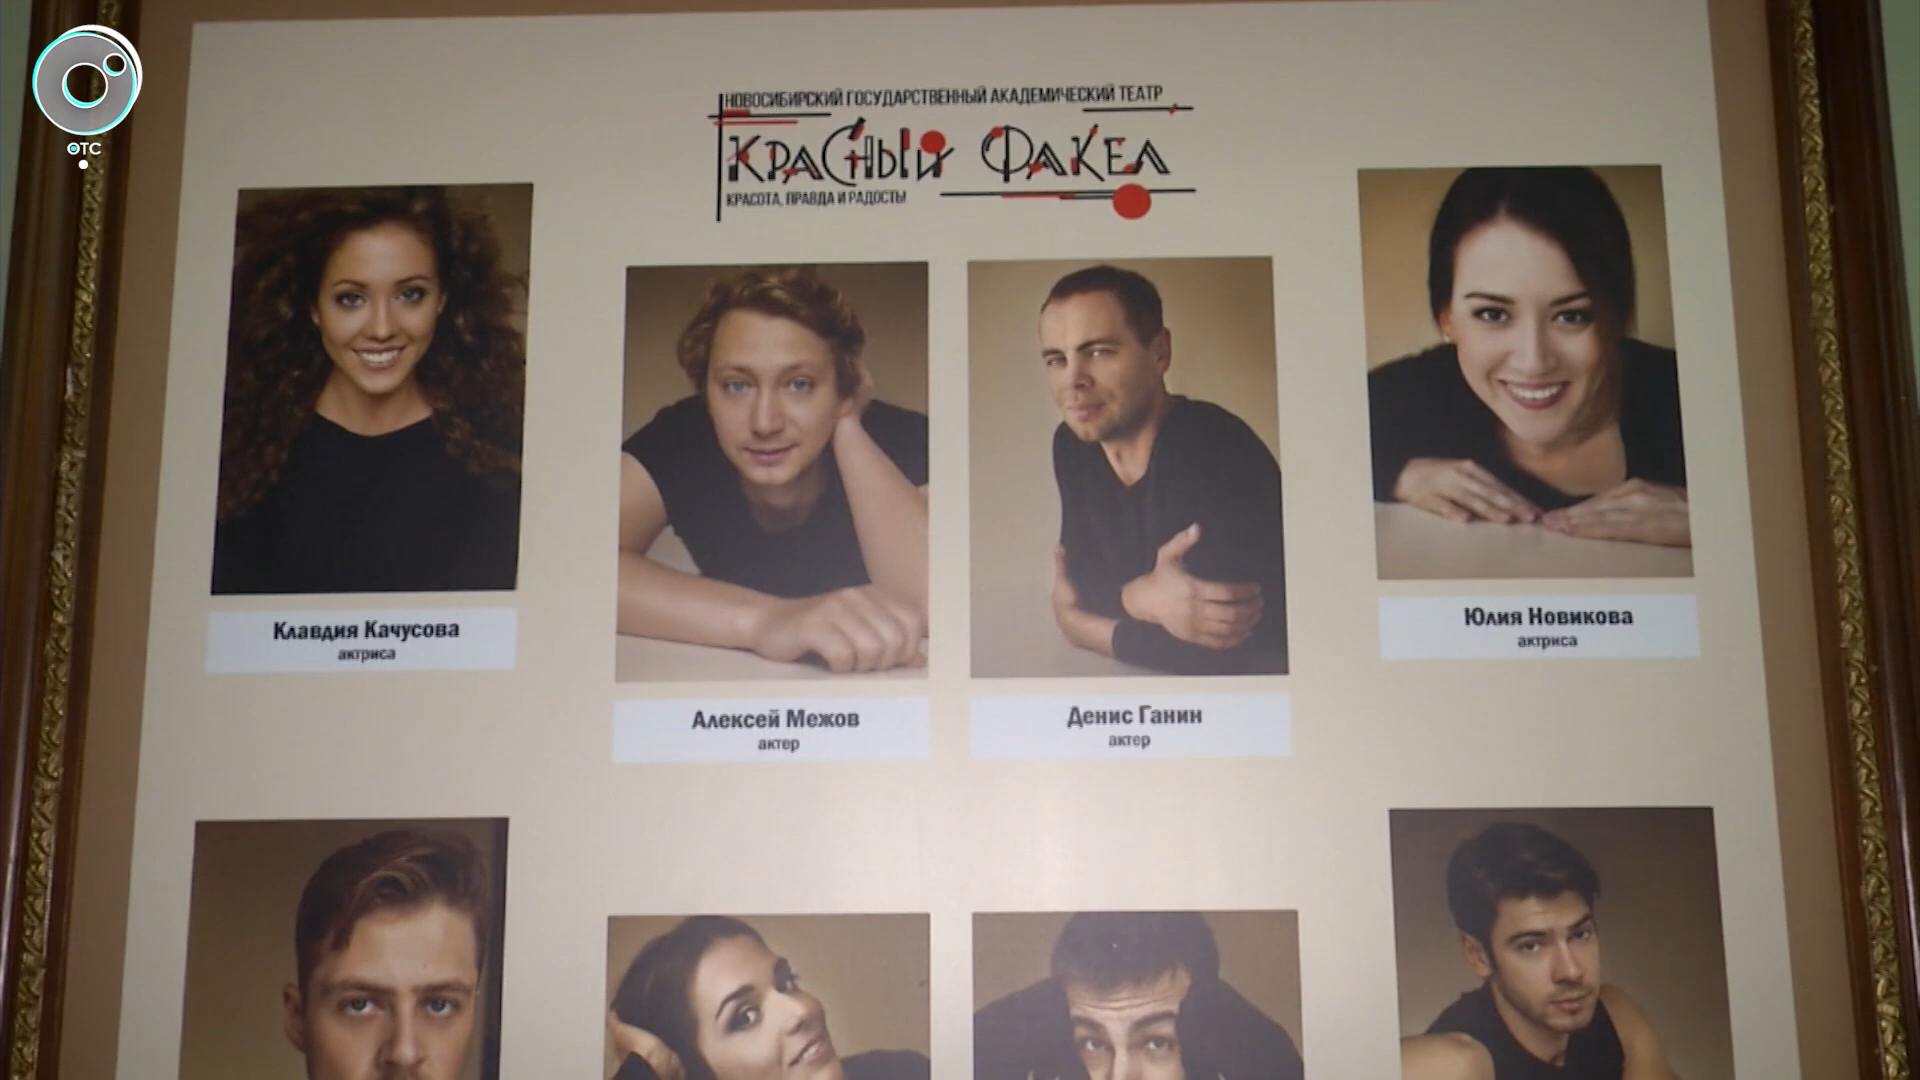 ОТС
НОВОСИБИРСКИЙ ГОСУДАРСТВЕННЫЙ АКАДЕМИЧЕСКИЙ ТЕАТР
КРАСНЫЙ ФАКЕЛ
КРАСОТА, ПРАВДА И РАДОСТЬ!
Клавдия Качусова
актриса
Алексей Межов
актер
Денис Ганин
актер
Юлия Новикова
актриса